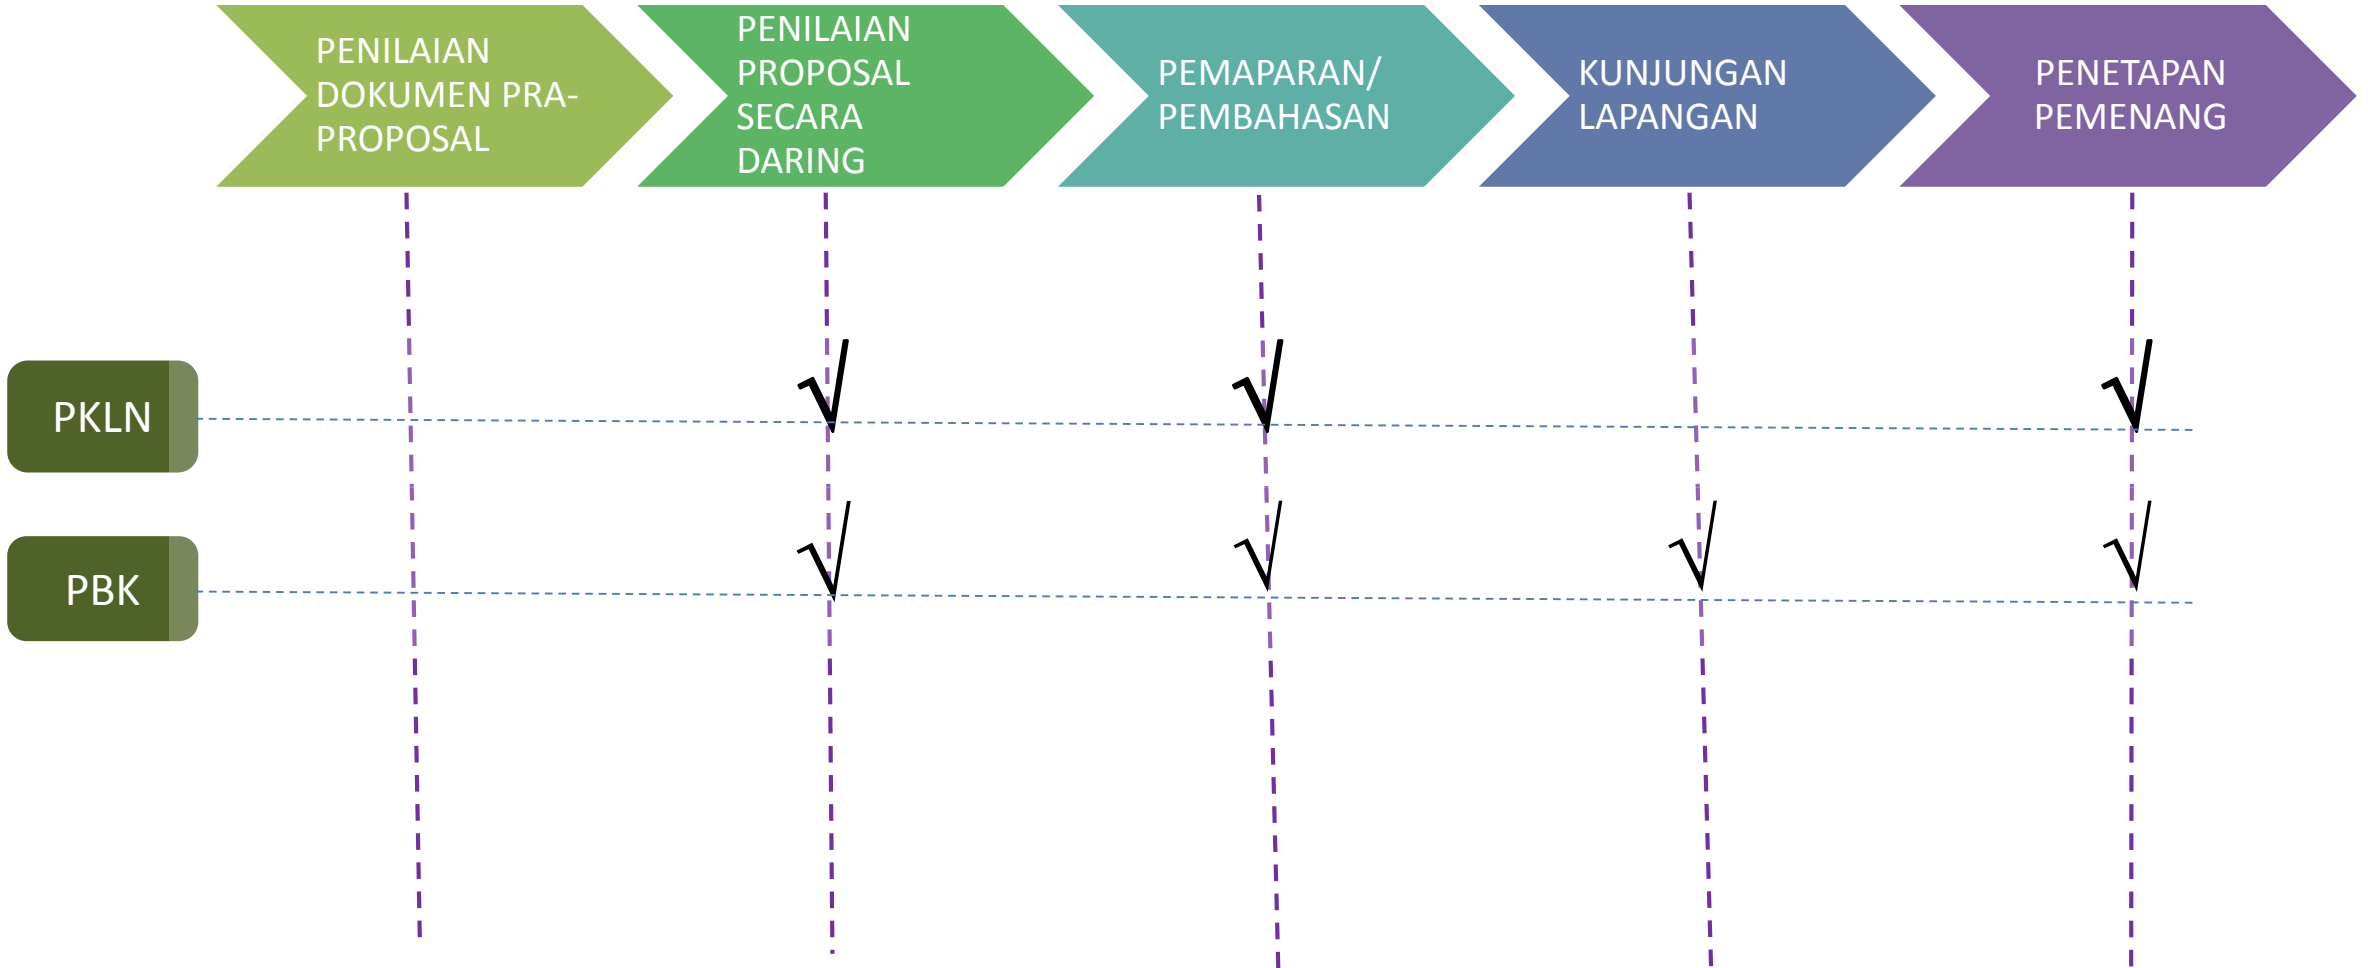 PENILAIAN
DOKUMEN PRA-
PROPOSAL
PENILAIAN
PROPOSAL
SECARA
DARING
PEMAPARAN/
PEMBAHASAN
KUNJUNGAN
LAPANGAN
PENETAPAN
PEMENANG
PKLN
√ √ √
PBK
√ √ √ √